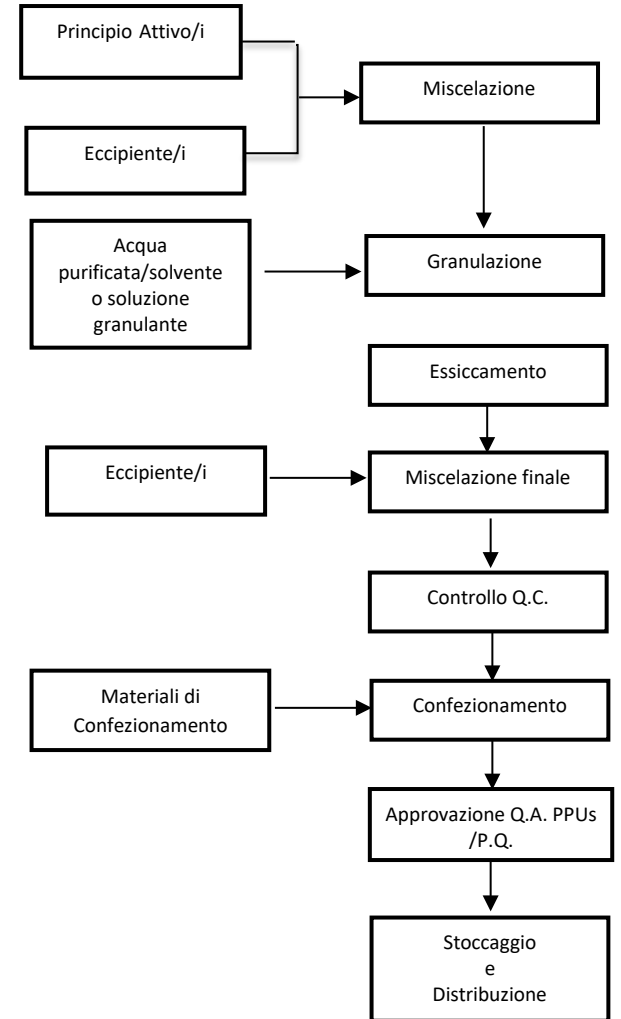 Principio Attivo/i
Miscelazione
Eccipiente/i
Acqua
purificata/solvente
o soluzione
granulante
Granulazione
Essiccamento
Eccipiente/i
Miscelazione finale
Controllo Q.C.
Materiali di
Confezionamento
Confezionamento
Approvazione Q.A. PPUs
/P.Q.
Stoccaggio
e
Distribuzione